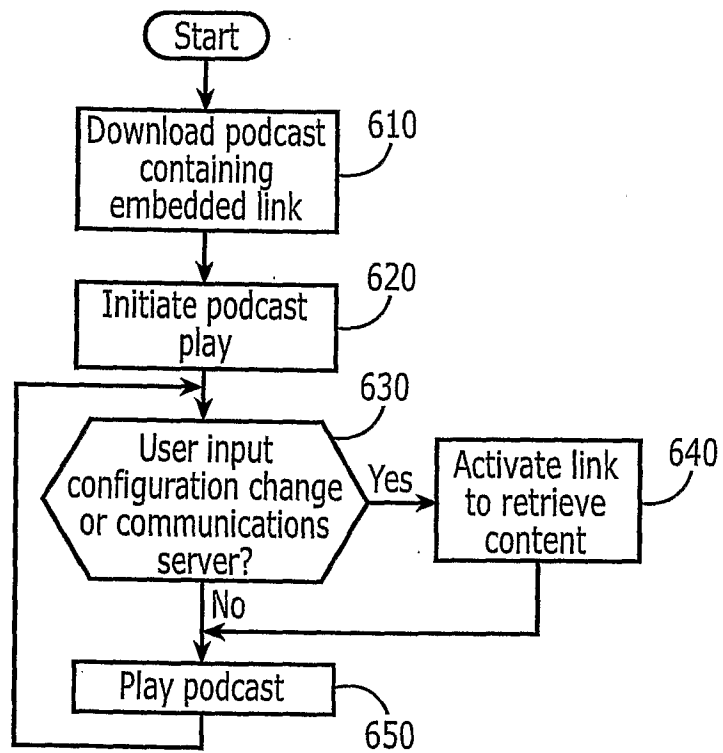 Start
Download podcast
containing
embedded link
610
Initiate podcast
play
620
User input
configuration change
or communications
server?
630
Yes
Activate link
to retrieve
content
640
No
Play podcast
650